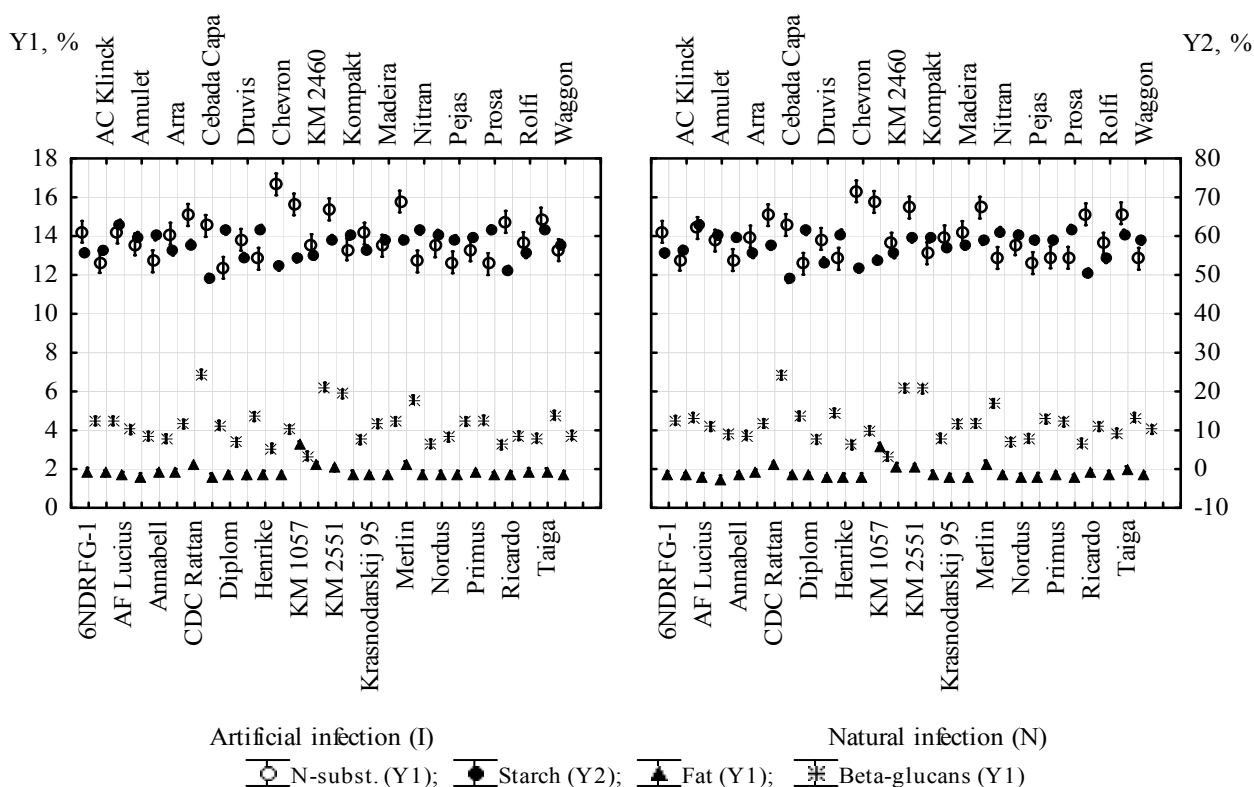 Y1, %
Y2, %
AC Klinck
Amulet
Arra
Cebada Capa
Druvis
Chevron
KM 2460
Kompakt
Madeira
Nitran
Pejas
Prosa
Rolfi
Waggon
AC Klinck
Amulet
Arra
Cebada Capa
Druvis
Chevron
KM 2460
Kompakt
Madeira
Nitran
Pejas
Prosa
Rolfi
Waggon
18
16
14
12
10
8
6
4
2
0
80
70
60
50
40
30
20
10
0
-10
6NDRFG-1
AF Lucius
Annabell
CDC Rattan
Diplom
Henrike
KM 1057
KM 2551
Krasnodarskij 95
Merlin
Nordus
Primus
Ricardo
Taiga
6NDRFG-1
AF Lucius
Annabell
CDC Rattan
Diplom
Henrike
KM 1057
KM 2551
Krasnodarskij 95
Merlin
Nordus
Primus
Ricardo
Taiga
Artificial infection (I)
Natural infection (N)
N-subst. (Y1); Starch (Y2); Fat (Y1); Beta-glucans (Y1)